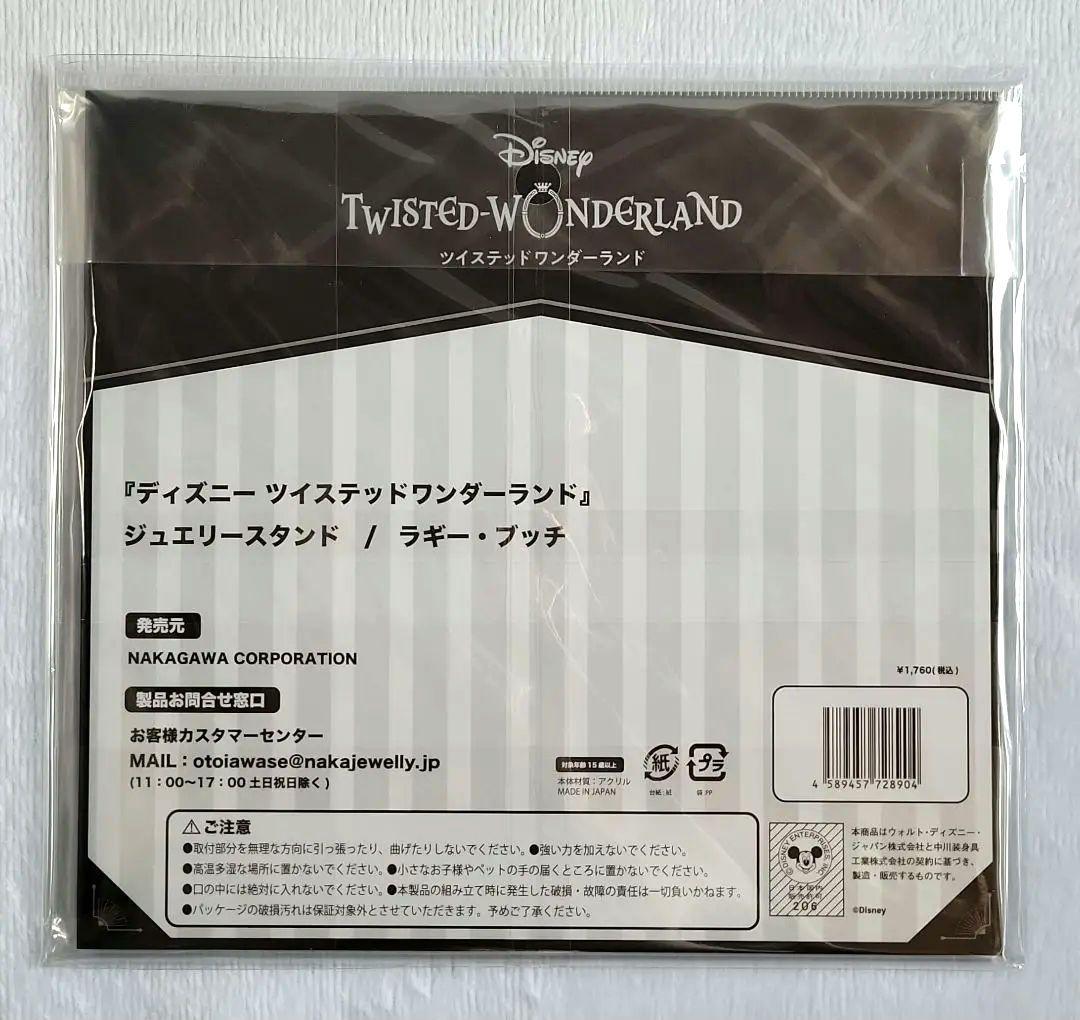 Disney
TWISTED-WONDERLAND
ツイステッドワンダーランド
『ディズニー ツイステッドワンダーランド』
ジュエリースタンド / ラギー・ブッチ
発売元
NAKAGAWA CORPORATION
製品お問合せ窓口
お客様カスタマーセンター
MAIL：otoiawase@nakajewelly.jp
(11：00〜17：00 土日祝日除く)
対象年齢15歳以上
本体材質：アクリル
MADE IN JAPAN
紙
台紙：紙
プラ
袋：PP
¥1,760(税込)
4 589457 728904
⚠ご注意
●取付部分を無理な方向に引っ張ったり、曲げたりしないでください。●強い力を加えないでください。
●高温多湿な場所に置かないでください。●小さなお子様やペットの手の届くところに置かないでください。
●口の中には絶対に入れないでください。●本製品の組み立て時に発生した破損・故障の責任は一切負いかねます。
●パッケージの破損汚れは保証対象外とさせていただきます。予めご了承ください。
©DISNEY ENTERPRISES, INC.
日本国内
販売許可
206
本商品はウォルト・ディズニー・
ジャパン株式会社と中川装身具
工業株式会社の契約に基づき、
製造・販売するものです。
©Disney